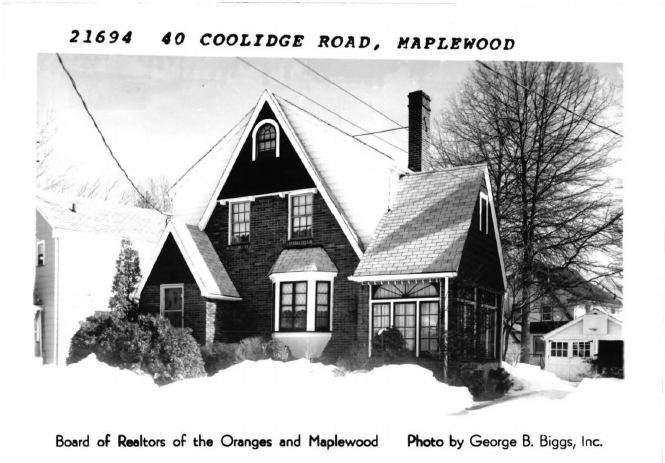 21694 40 COOLIDGE ROAD, MAPLEWOOD
Board of Realtors of the Oranges and Maplewood Photo by George B. Biggs, Inc.